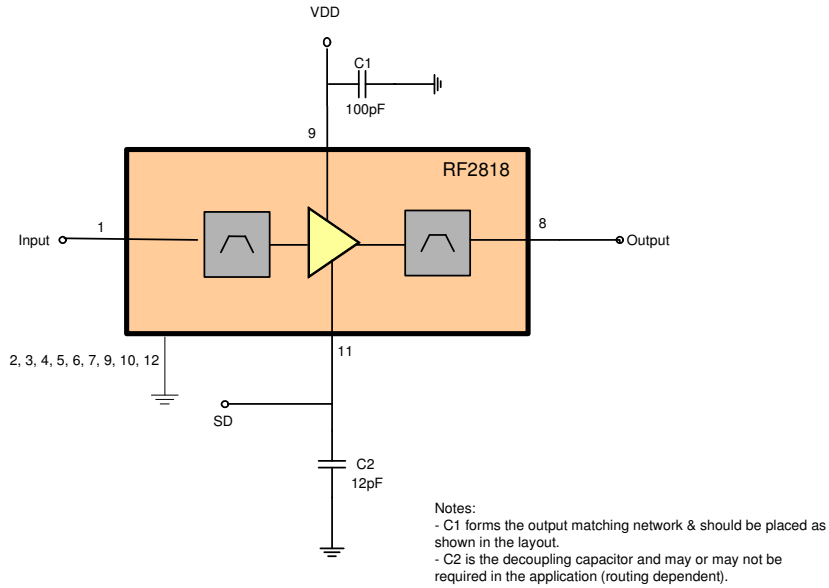 VDD
C1
100pF
9
RF2818
1
8
Input
Output
2, 3, 4, 5, 6, 7, 9, 10, 12
11
SD
C2
12pF
Notes:
- C1 forms the output matching network & should be placed as
shown in the layout.
- C2 is the decoupling capacitor and may or may not be
required in the application (routing dependent).